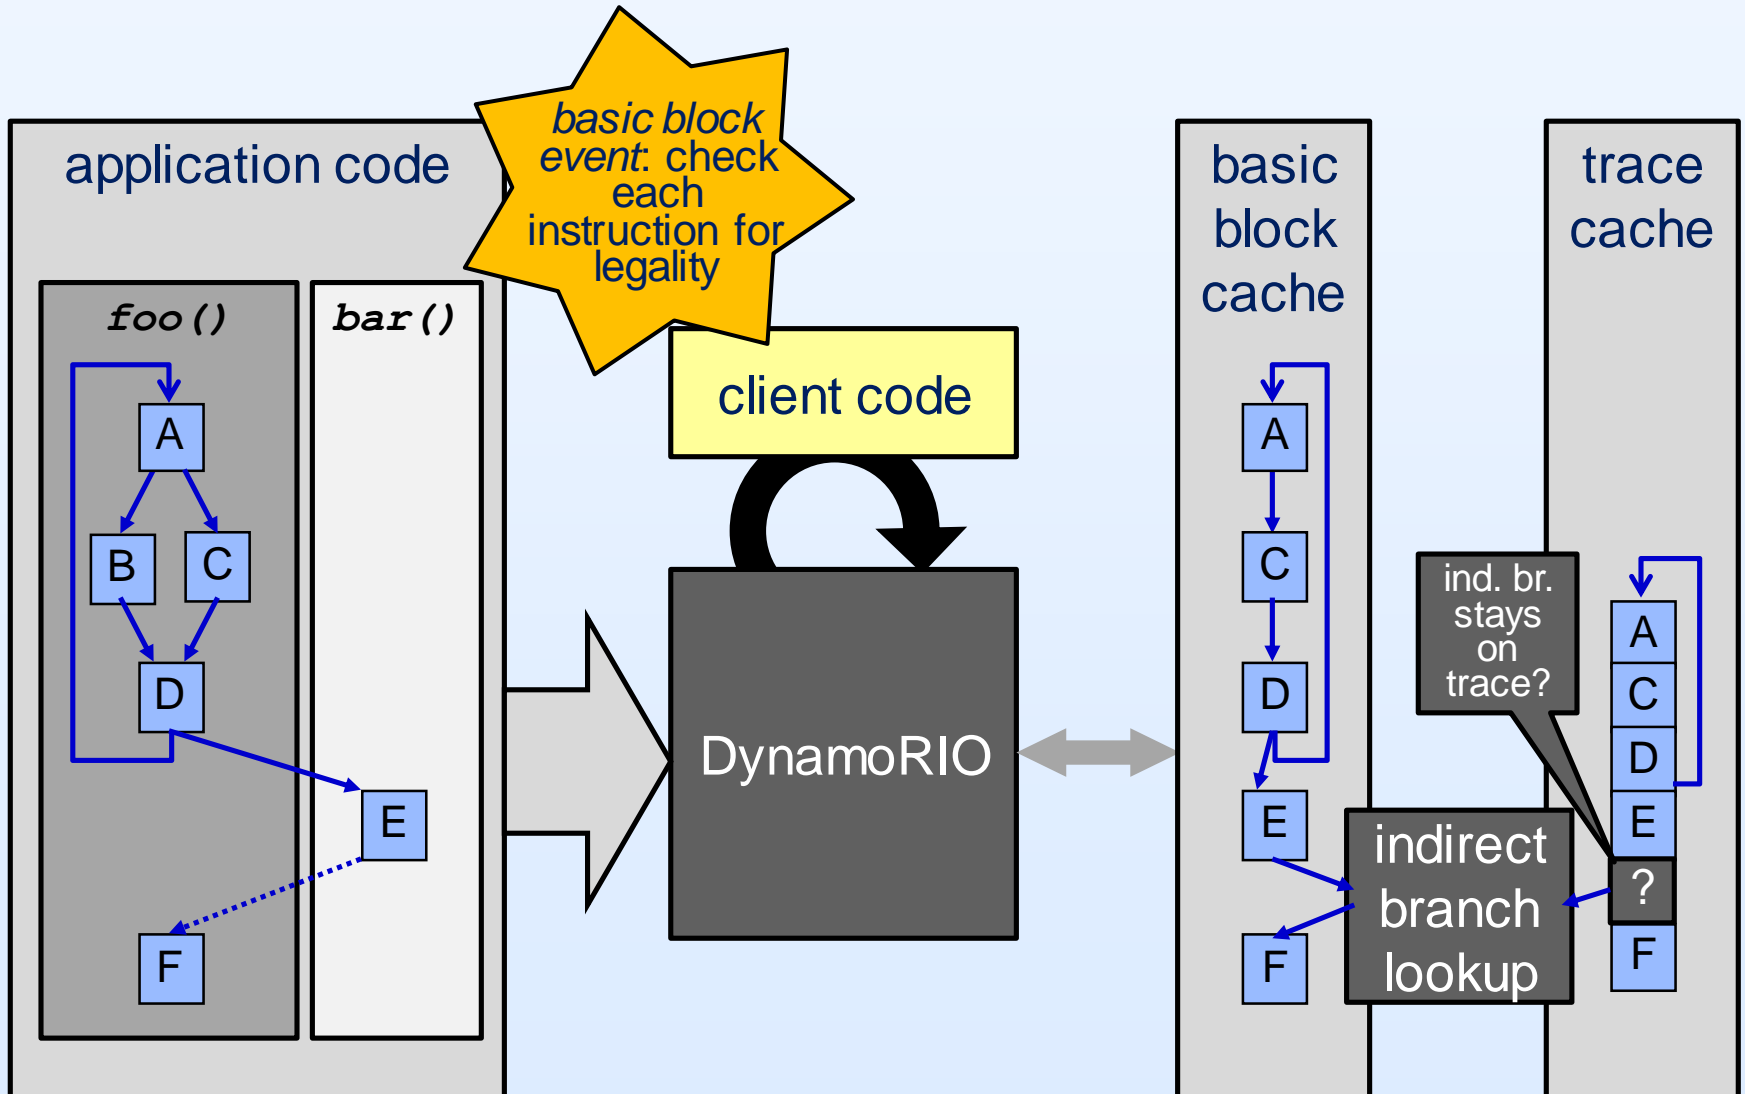 application code
foo()
bar()
A
B
C
D
E
F
basic block
event: check
each
instruction for
legality
client code
DynamoRIO
basic
block
cache
A
C
D
E
F
indirect
branch
lookup
trace
cache
ind. br.
stays
on
trace?
A
C
D
E
?
F